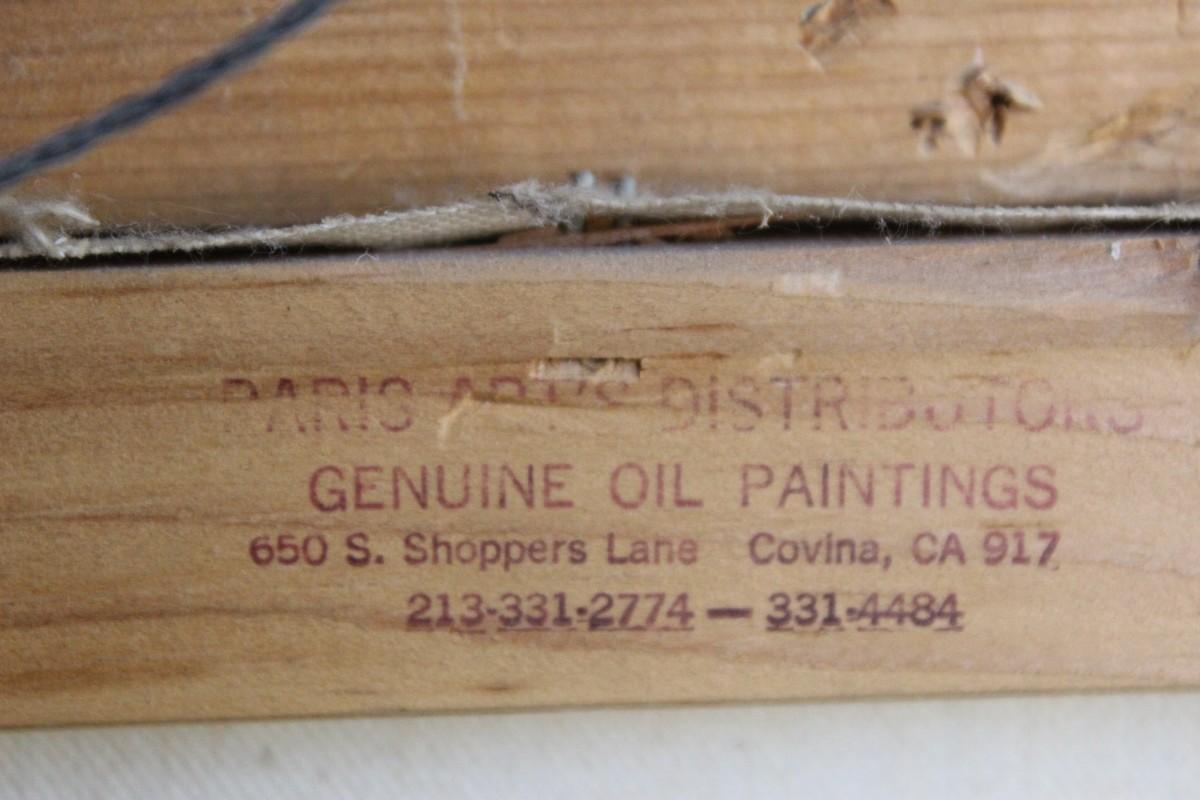 PARIS ART'S DISTRIBUTORS
GENUINE OIL PAINTINGS
650 S. Shoppers Lane Covina, CA 917
213-331-2774 — 331-4484